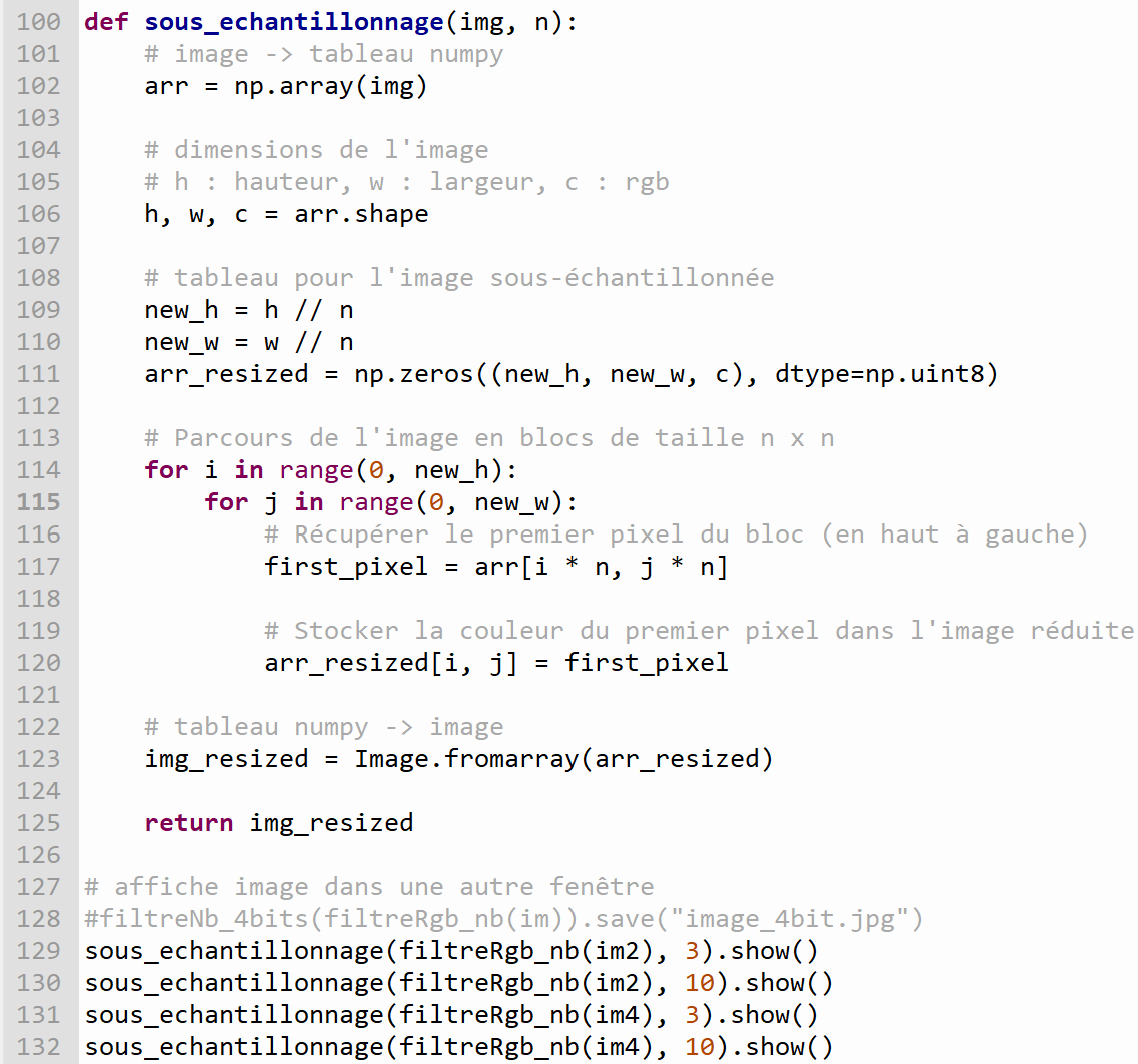 100 def sous_echantillonnage(img, n):
101     # image -> tableau numpy
102     arr = np.array(img)
103
104     # dimensions de l'image
105     # h : hauteur, w : largeur, c : rgb
106     h, w, c = arr.shape
107
108     # tableau pour l'image sous-échantillonnée
109     new_h = h // n
110     new_w = w // n
111     arr_resized = np.zeros((new_h, new_w, c), dtype=np.uint8)
112
113     # Parcours de l'image en blocs de taille n x n
114     for i in range(0, new_h):
115         for j in range(0, new_w):
116             # Récupérer le premier pixel du bloc (en haut à gauche)
117             first_pixel = arr[i * n, j * n]
118
119             # Stocker la couleur du premier pixel dans l'image réduite
120             arr_resized[i, j] = first_pixel
121
122     # tableau numpy -> image
123     img_resized = Image.fromarray(arr_resized)
124
125     return img_resized
126
127 # affiche image dans une autre fenêtre
128 #filtreNb_4bits(filtreRgb_nb(im)).save("image_4bit.jpg")
129 sous_echantillonnage(filtreRgb_nb(im2), 3).show()
130 sous_echantillonnage(filtreRgb_nb(im2), 10).show()
131 sous_echantillonnage(filtreRgb_nb(im4), 3).show()
132 sous_echantillonnage(filtreRgb_nb(im4), 10).show()